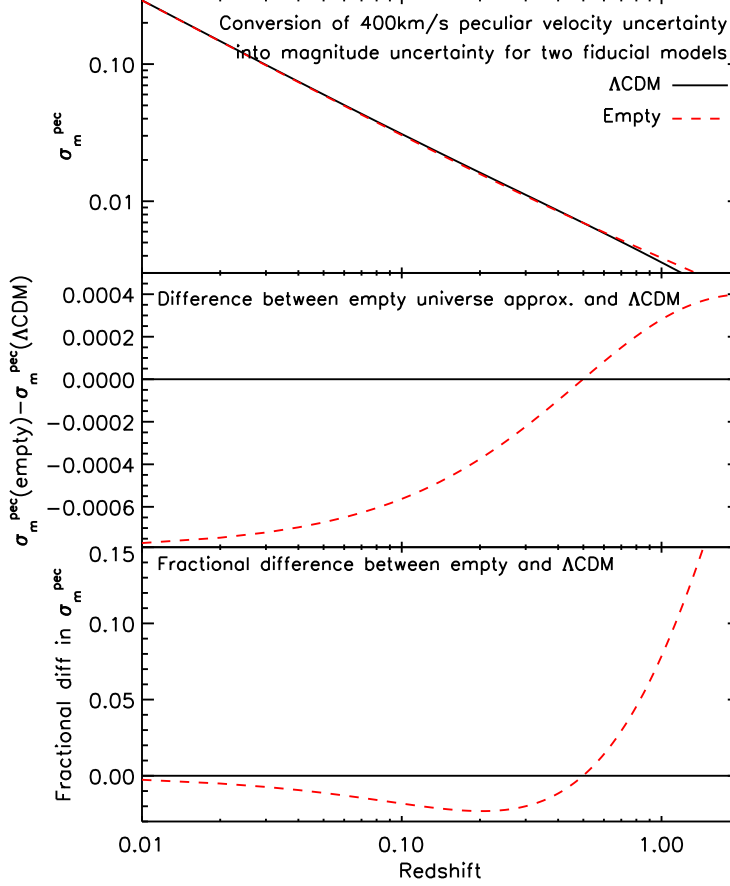 Conversion of 400km/s peculiar velocity uncertainty
into magnitude uncertainty for two fiducial models
ΛCDM
Empty
0.10
0.01
σ_m^pec
Difference between empty universe approx. and ΛCDM
0.0004
0.0002
0.0000
−0.0002
−0.0004
−0.0006
σ_m^pec(empty)−σ_m^pec(ΛCDM)
Fractional difference between empty and ΛCDM
0.15
0.10
0.05
0.00
Fractional diff in σ_m^pec
0.01
0.10
1.00
Redshift